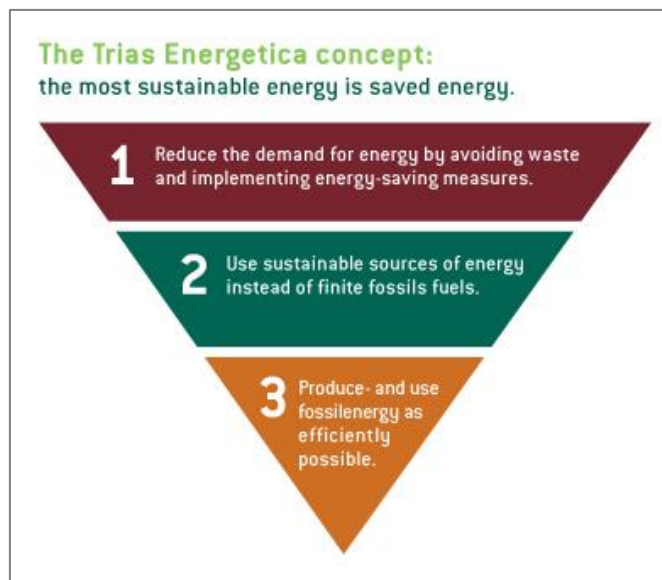 The Trias Energetica concept:
the most sustainable energy is saved energy.
1 Reduce the demand for energy by avoiding waste
and implementing energy-saving measures.
2 Use sustainable sources of energy
instead of finite fossils fuels.
3 Produce- and use
fossilenergy as
efficiently
possible.